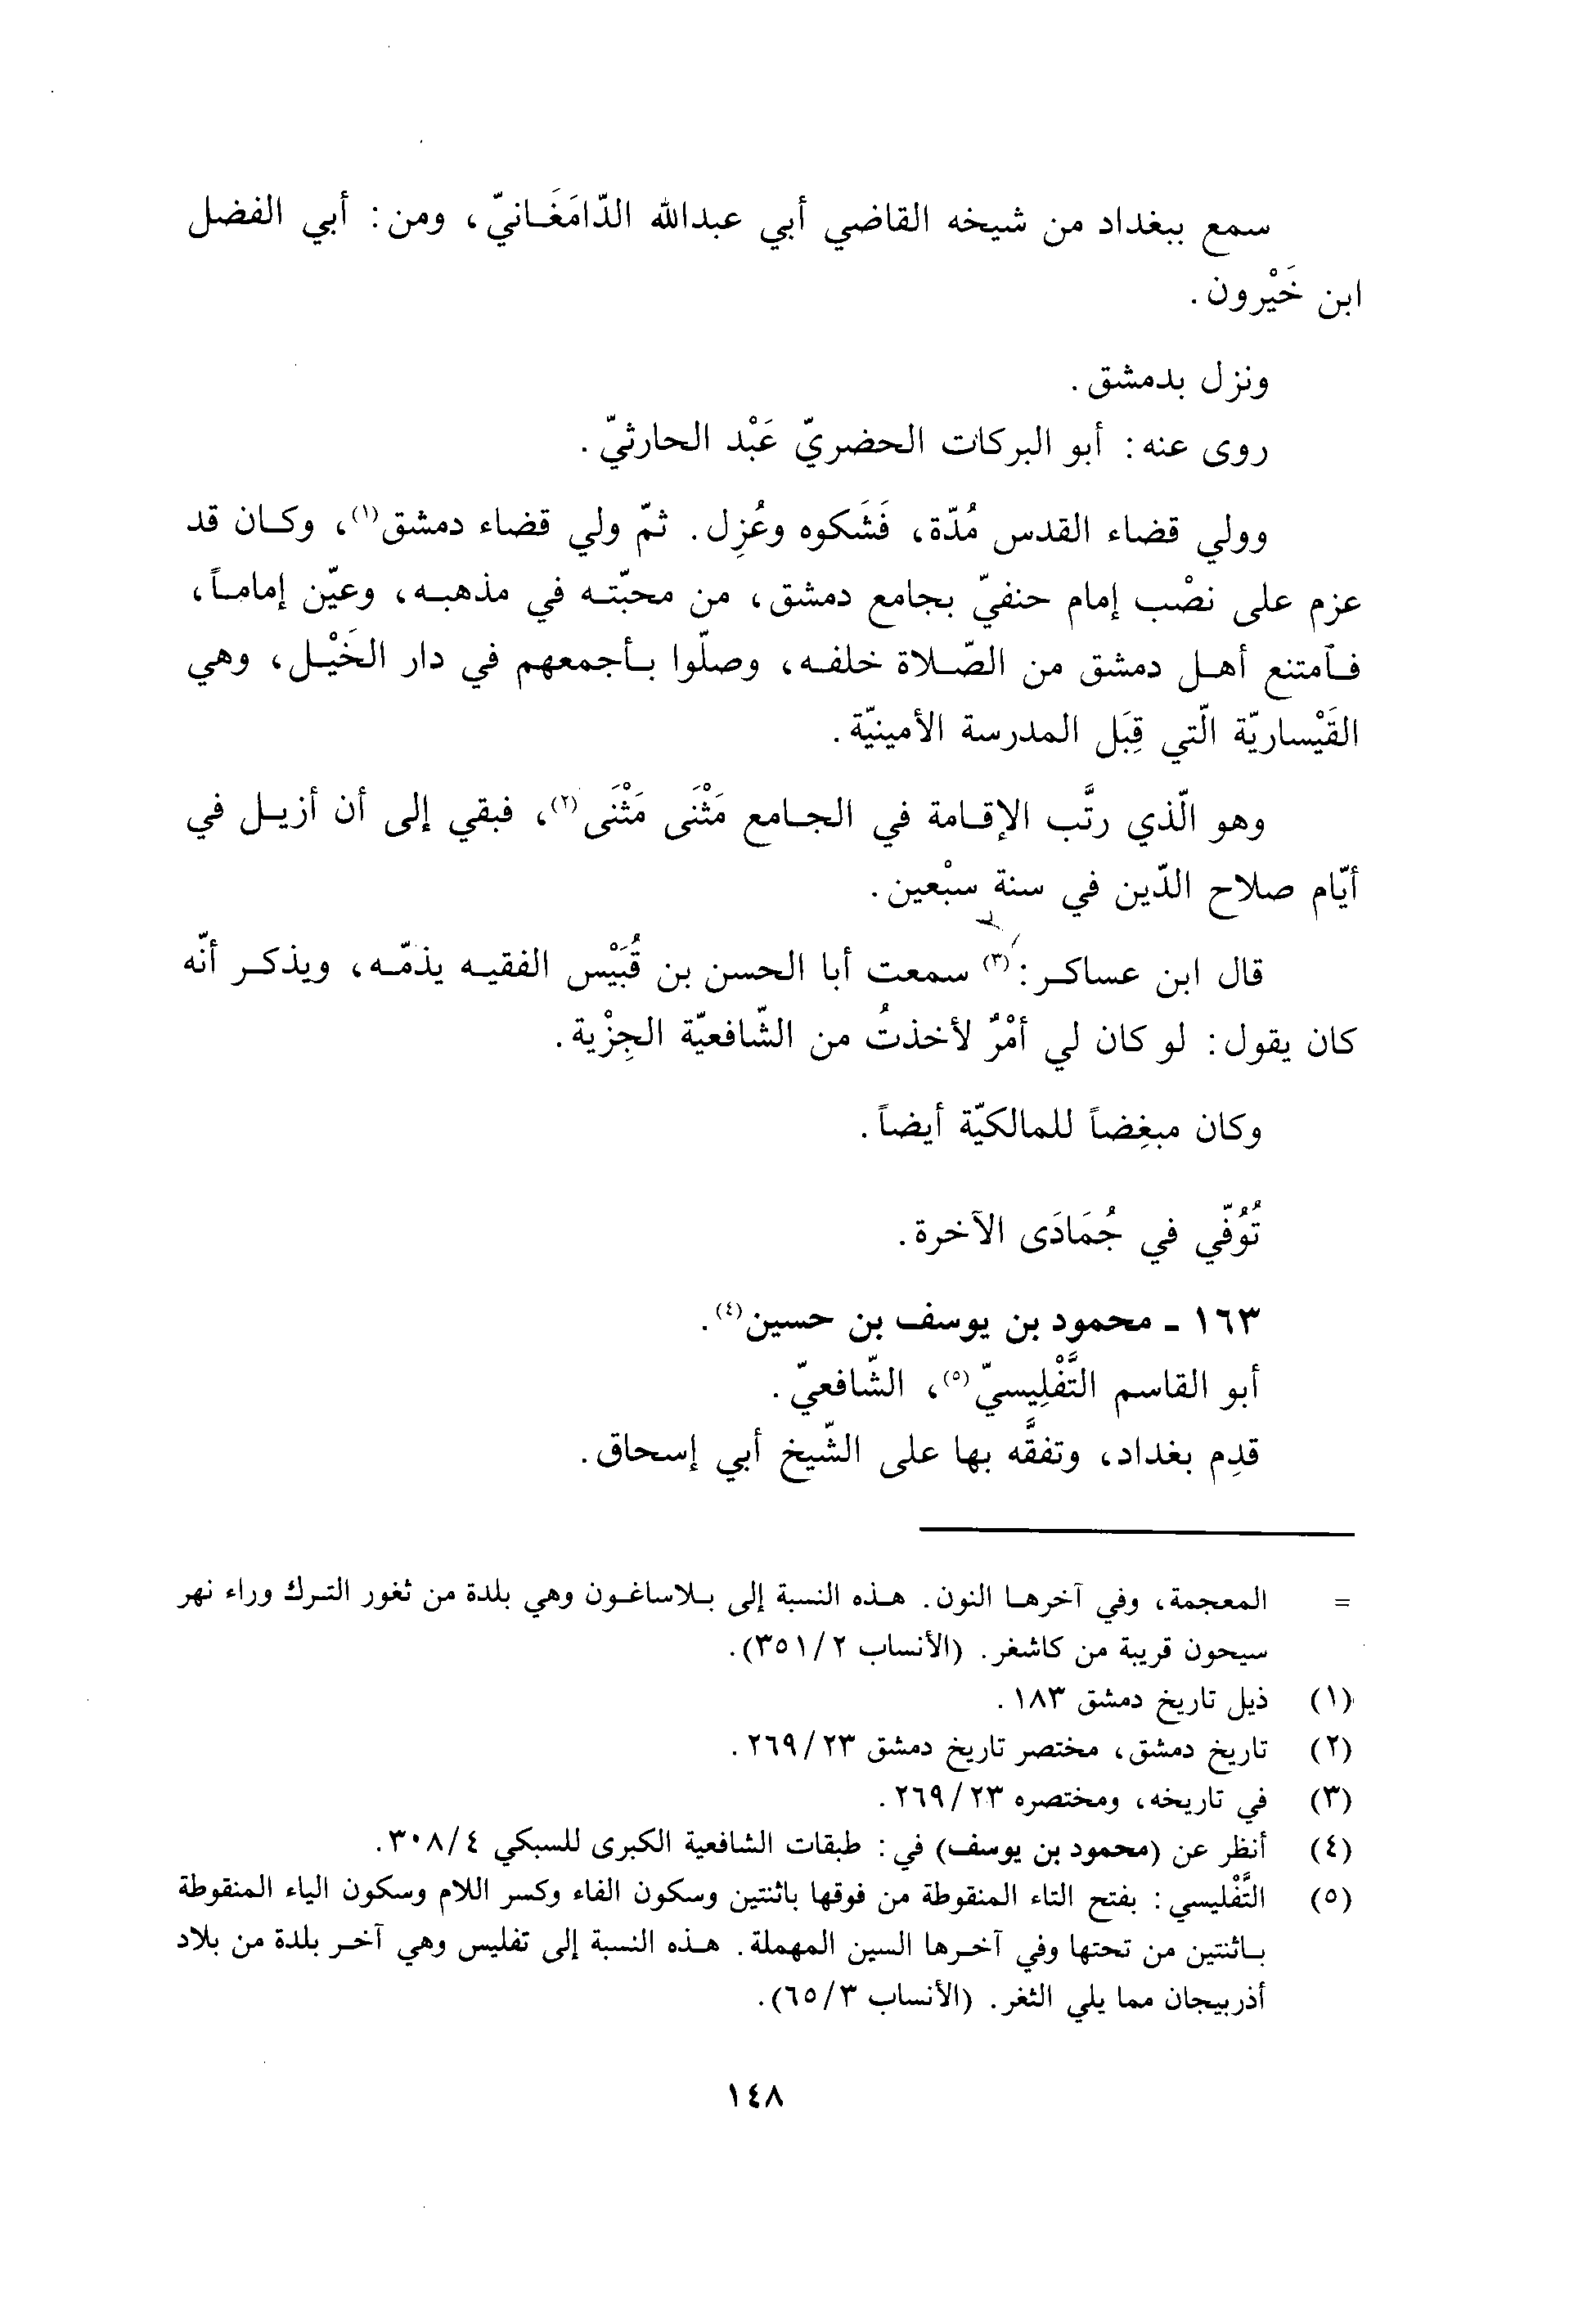 سمع ببغداد من شيخه القاضي أبي عبدالله الدّامَغَانيّ، ومن: أبي الفضل
ابن خَيْرون.
ونزل بدمشق.
روى عنه: أبو البركات الحضريّ عَبْد الحارثيّ.
وولي قضاء القدس مُدّة، فَشَكوه وعُزِل. ثمّ ولي قضاء دمشق(١)، وكان قد
عزم على نصْب إمام حنفيّ بجامع دمشق، من محبّته في مذهبه، وعيّن إماماً،
فٱمتنع أهل دمشق من الصّلاة خلفه، وصلّوا بأجمعهم في دار الخَيْل، وهي
القَيْساريّة الّتي قِبَل المدرسة الأمينيّة.
وهو الّذي رتَّب الإقامة في الجامع مَثْنَى مَثْنَى(٢)، فبقي إلى أن أزيل في
أيّام صلاح الدّين في سنة سبْعين.
قال ابن عساكر:(٣) سمعت أبا الحسن بن قُبَيْس الفقيه يذمّه، ويذكر أنّه
كان يقول: لو كان لي أمْرٌ لأخذتُ من الشّافعيّة الجِزْية.
وكان مبغِضاً للمالكيّة أيضاً.
تُوُفّي في جُمَادَى الآخرة.
١٦٣ - محمود بن يوسف بن حسين(٤).
أبو القاسم التَّفْلِيسيّ(٥)، الشّافعيّ.
قدِم بغداد، وتفقَّه بها على الشّيخ أبي إسحاق.
= المعجمة، وفي آخرها النون. هذه النسبة إلى بلاساغون وهي بلدة من ثغور الترك وراء نهر
سيحون قريبة من كاشغر. (الأنساب ٣٥١/٢).
(١) ذيل تاريخ دمشق ١٨٣.
(٢) تاريخ دمشق، مختصر تاريخ دمشق ٢٦٩/٢٣.
(٣) في تاريخه، ومختصره ٢٦٩/٢٣.
(٤) أنظر عن (محمود بن يوسف) في: طبقات الشافعية الكبرى للسبكي ٣٠٨/٤.
(٥) التَّفْليسي: بفتح التاء المنقوطة من فوقها باثنتين وسكون الفاء وكسر اللام وسكون الياء المنقوطة
باثنتين من تحتها وفي آخرها السين المهملة. هذه النسبة إلى تفليس وهي آخر بلدة من بلاد
أذربيجان مما يلي الثغر. (الأنساب ٦٥/٣).
١٤٨